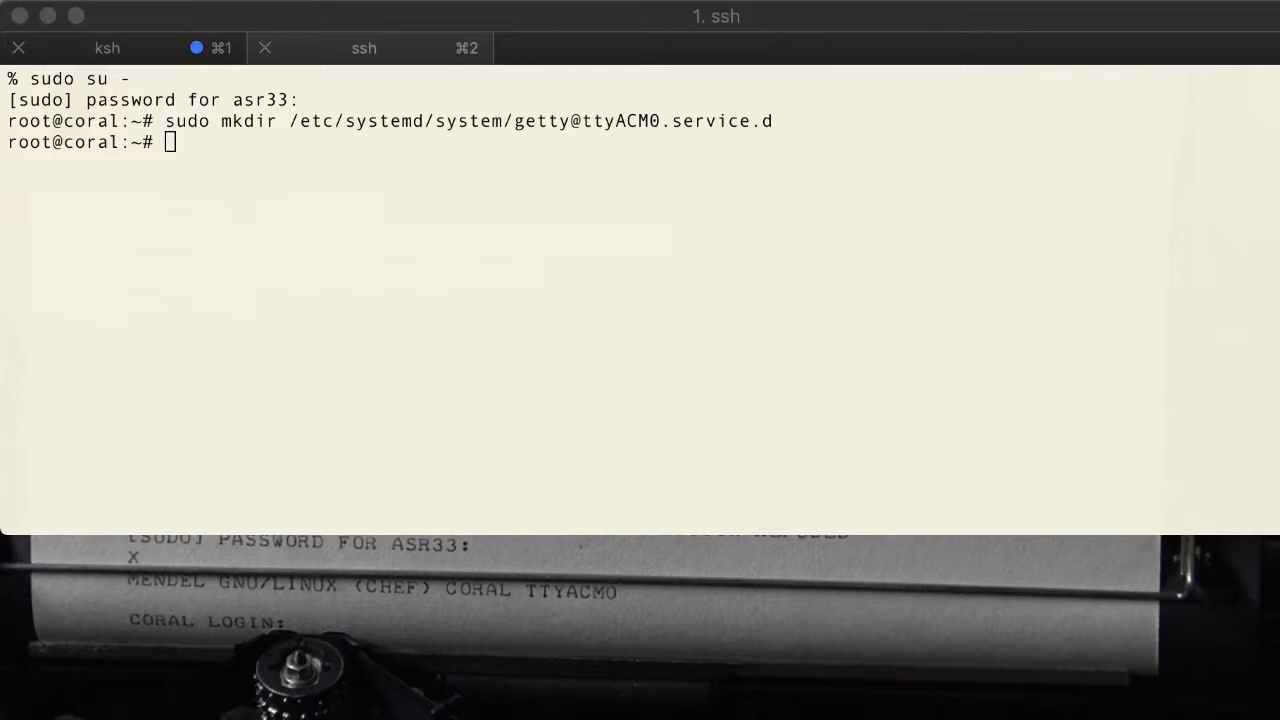 1. ssh
ksh ⌘1 ssh ⌘2
% sudo su -
[sudo] password for asr33:
root@coral:~# sudo mkdir /etc/systemd/system/getty@ttyACM0.service.d
root@coral:~#
[SUDO] PASSWORD FOR ASR33:
X
MENDEL GNU/LINUX (CHEF) CORAL TTYACM0
CORAL LOGIN: